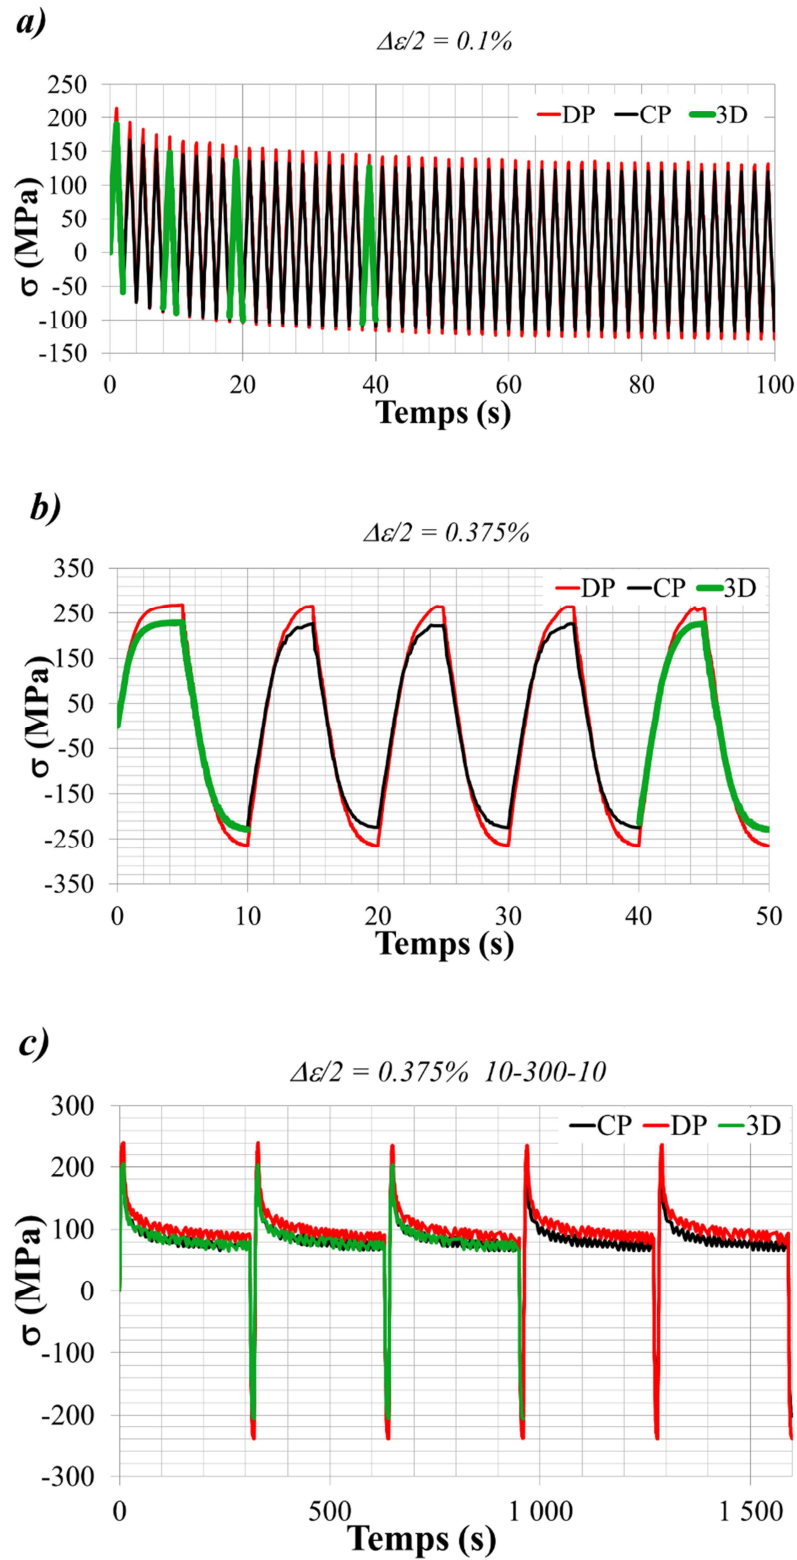 a)
Δε/2 = 0.1%
250
200
150
100
50
0
-50
-100
-150
DP CP 3D
σ (MPa)
0 20 40 60 80 100
Temps (s)
b)
Δε/2 = 0.375%
350
250
150
50
-50
-150
-250
-350
DP CP 3D
σ (MPa)
0 10 20 30 40 50
Temps (s)
c)
Δε/2 = 0.375% 10-300-10
300
200
100
0
-100
-200
-300
CP DP 3D
σ (MPa)
0 500 1 000 1 500
Temps (s)